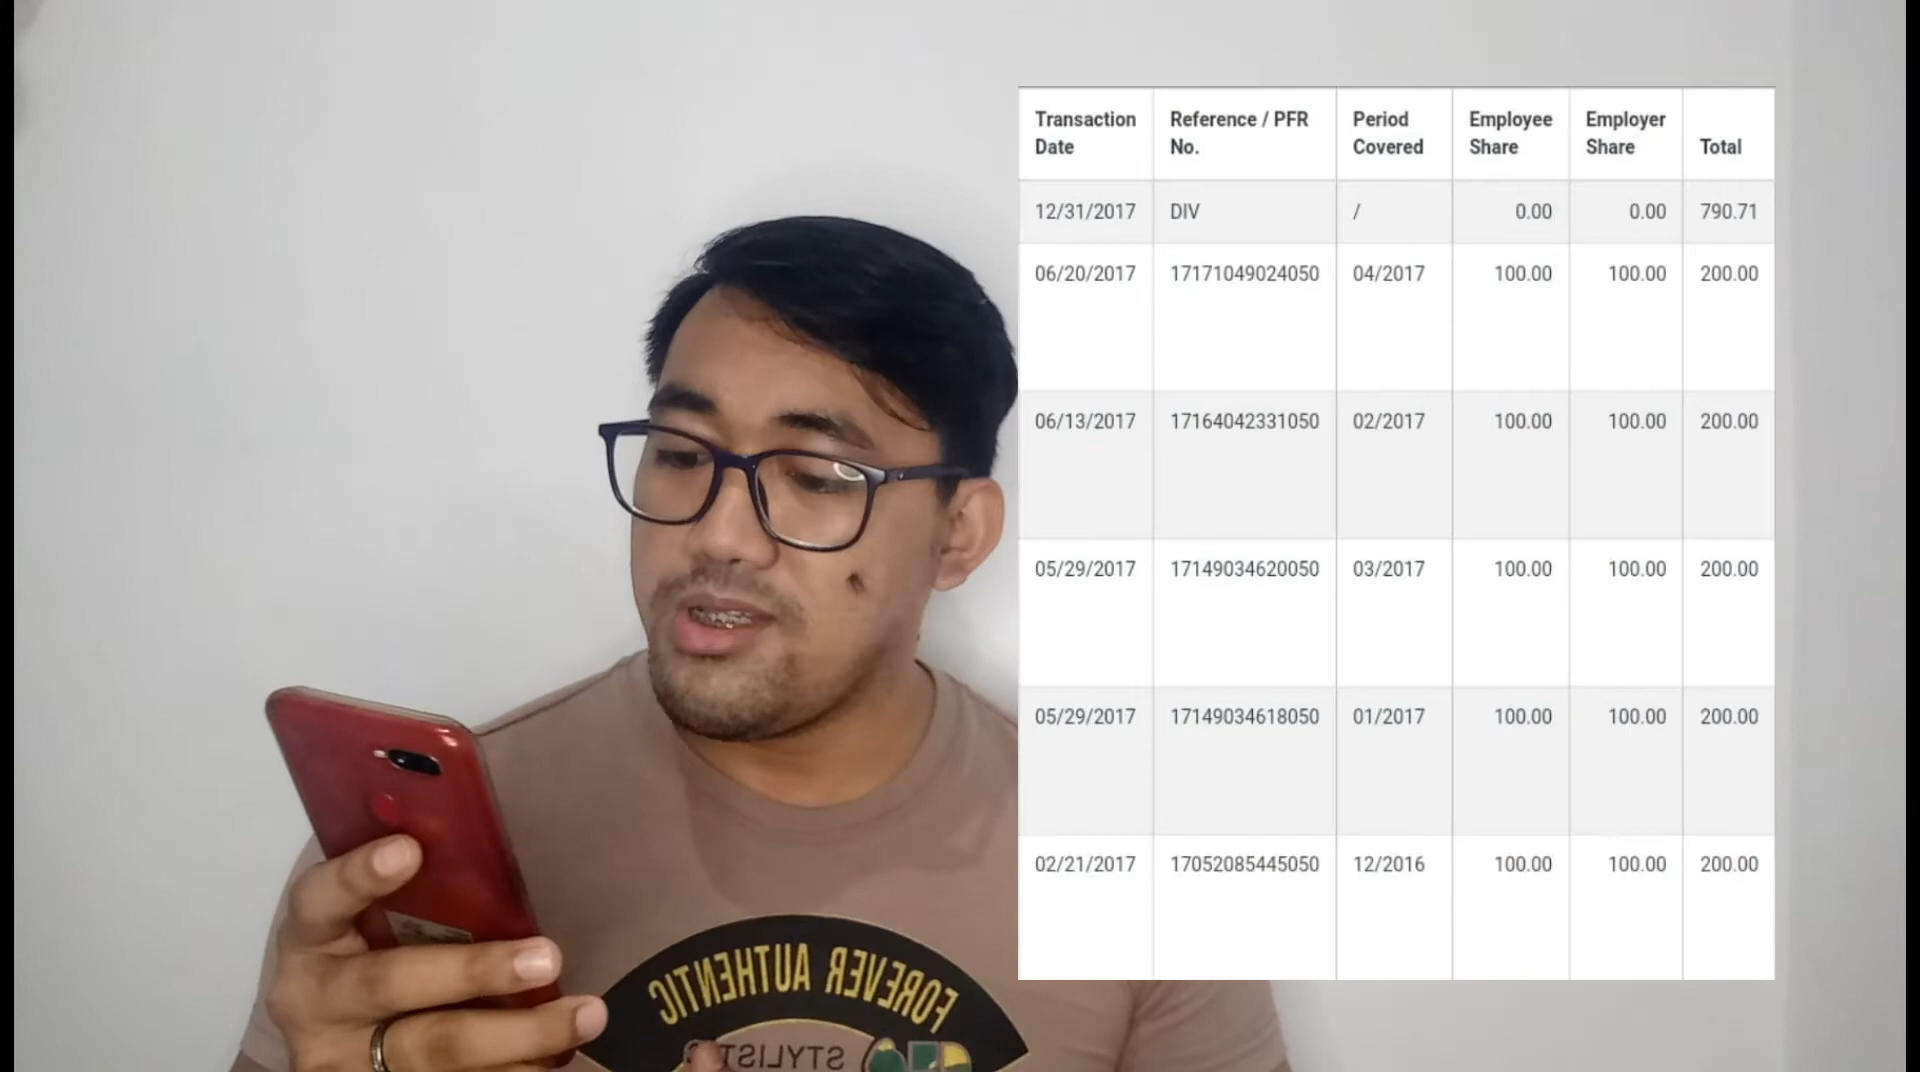 Transaction Date Reference / PFR No. Period Covered Employee Share Employer Share Total
12/31/2017 DIV / 0.00 0.00 790.71
06/20/2017 17171049024050 04/2017 100.00 100.00 200.00
06/13/2017 17164042331050 02/2017 100.00 100.00 200.00
05/29/2017 17149034620050 03/2017 100.00 100.00 200.00
05/29/2017 17149034618050 01/2017 100.00 100.00 200.00
02/21/2017 17052085445050 12/2016 100.00 100.00 200.00
FOREVER AUTHENTIC